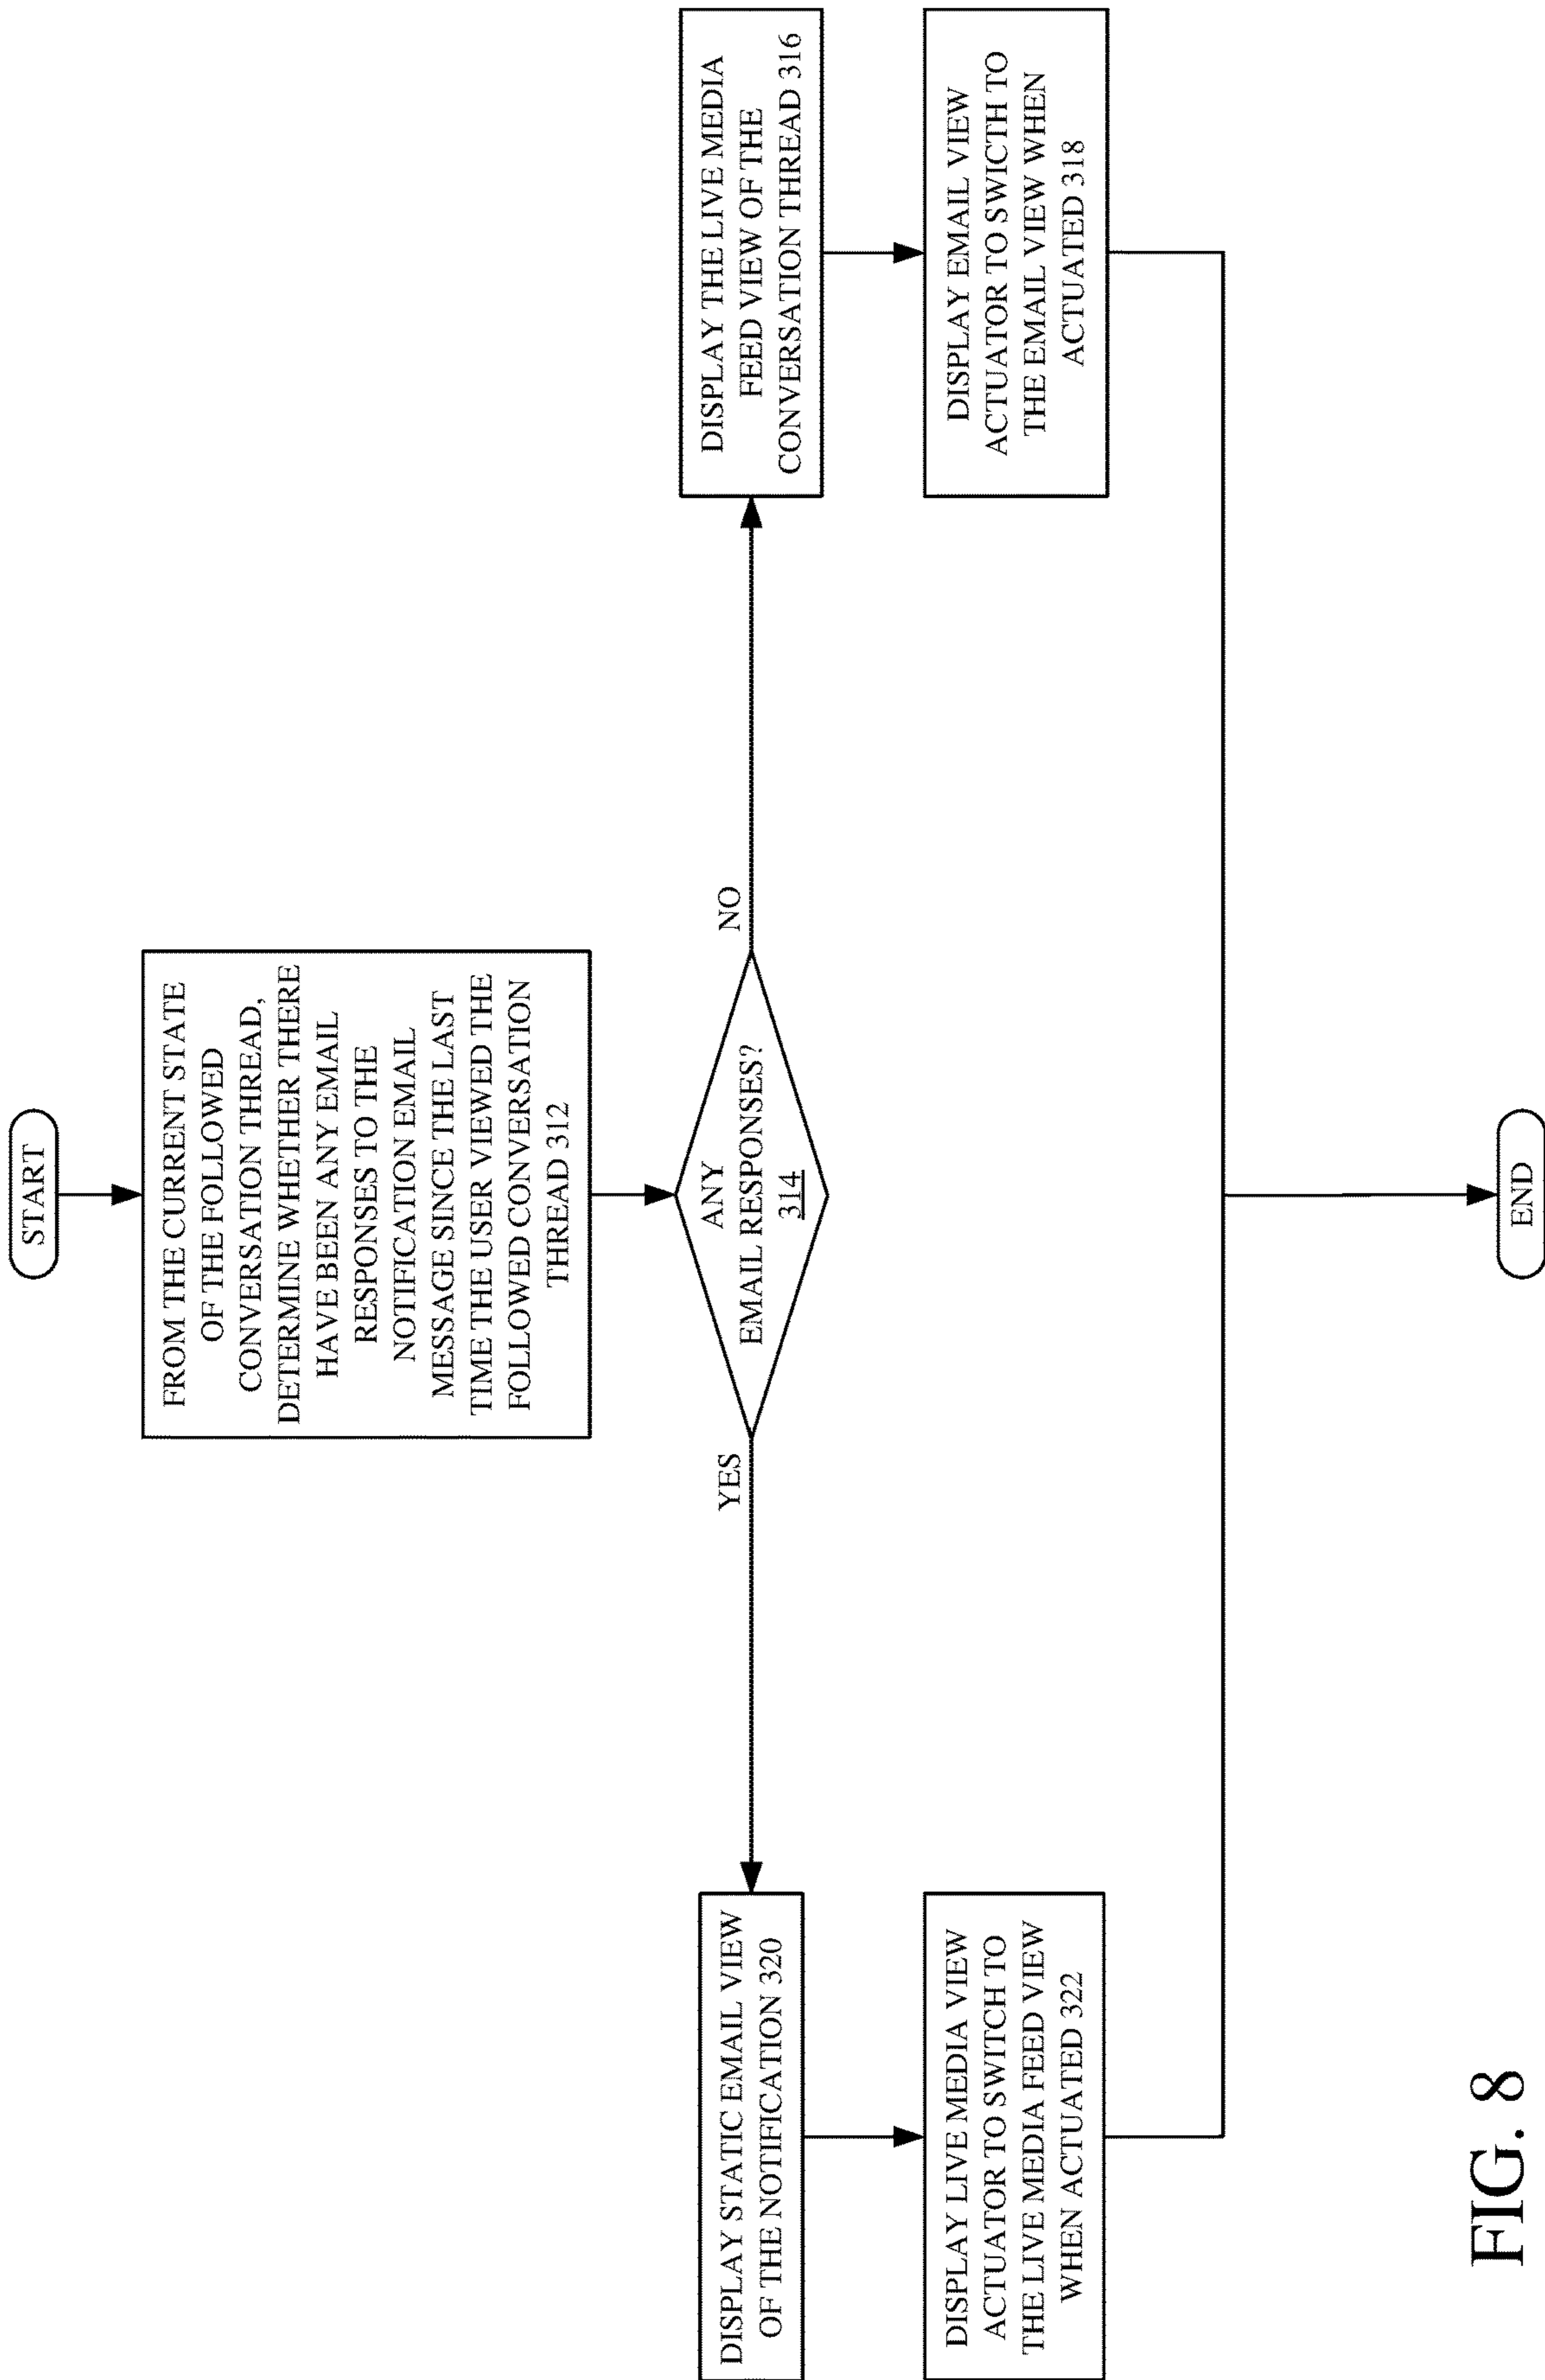 START
FROM THE CURRENT STATE
OF THE FOLLOWED
CONVERSATION THREAD,
DETERMINE WHETHER THERE
HAVE BEEN ANY EMAIL
RESPONSES TO THE
NOTIFICATION EMAIL
MESSAGE SINCE THE LAST
TIME THE USER VIEWED THE
FOLLOWED CONVERSATION
THREAD 312
ANY
EMAIL RESPONSES?
314
YES
NO
DISPLAY STATIC EMAIL VIEW
OF THE NOTIFICATION 320
DISPLAY LIVE MEDIA VIEW
ACTUATOR TO SWITCH TO
THE LIVE MEDIA FEED VIEW
WHEN ACTUATED 322
DISPLAY THE LIVE MEDIA
FEED VIEW OF THE
CONVERSATION THREAD 316
DISPLAY EMAIL VIEW
ACTUATOR TO SWICTH TO
THE EMAIL VIEW WHEN
ACTUATED 318
END
FIG. 8